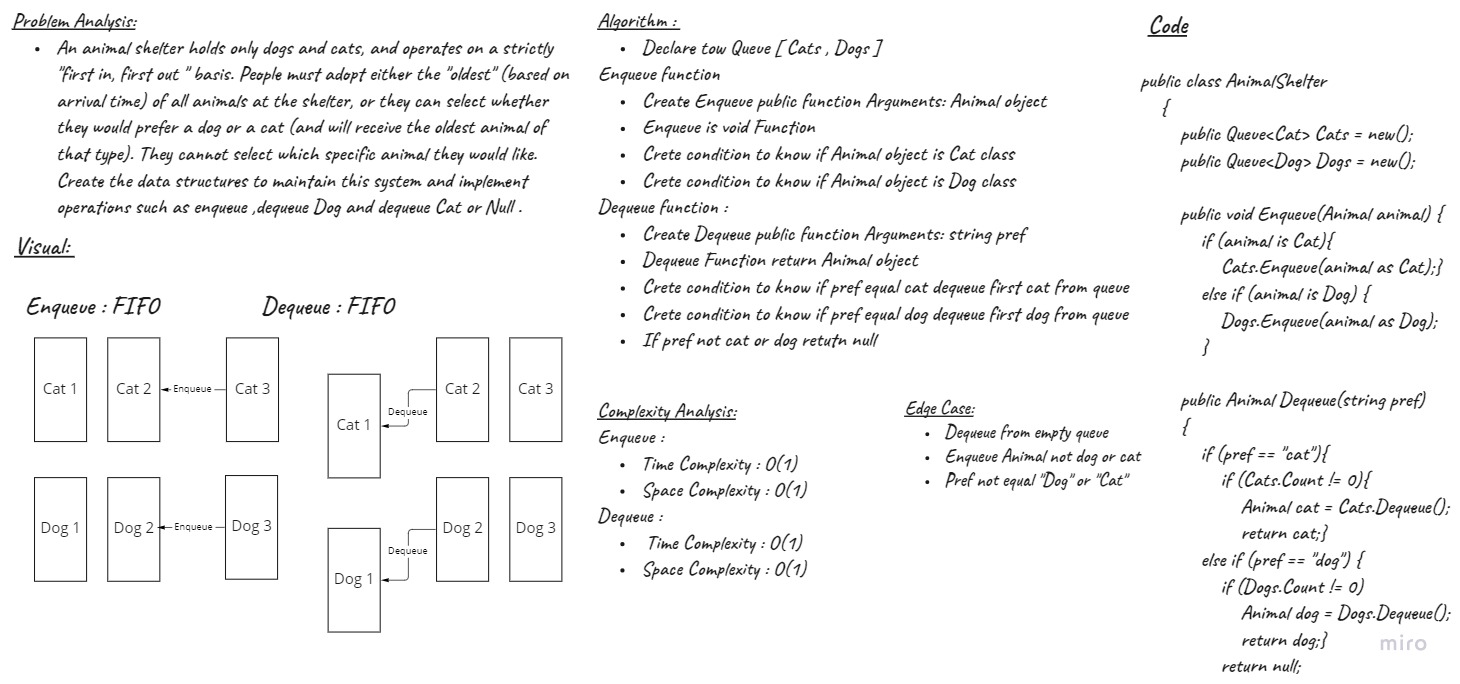 Problem Analysis:
• An animal shelter holds only dogs and cats, and operates on a strictly
"first in, first out " basis. People must adopt either the "oldest" (based on
arrival time) of all animals at the shelter, or they can select whether
they would prefer a dog or a cat (and will receive the oldest animal of
that type). They cannot select which specific animal they would like.
Create the data structures to maintain this system and implement
operations such as enqueue ,dequeue Dog and dequeue Cat or Null .
Visual:
Enqueue : FIFO
Dequeue : FIFO
Cat 1
Cat 2
Enqueue
Cat 3
Cat 1
Dequeue
Cat 2
Cat 3
Dog 1
Dog 2
Enqueue
Dog 3
Dog 1
Dequeue
Dog 2
Dog 3
Algorithm :
• Declare tow Queue [ Cats , Dogs ]
Enqueue function
• Create Enqueue public function Arguments: Animal object
• Enqueue is void Function
• Crete condition to know if Animal object is Cat class
• Crete condition to know if Animal object is Dog class
Dequeue function :
• Create Dequeue public function Arguments: string pref
• Dequeue Function return Animal object
• Crete condition to know if pref equal cat dequeue first cat from queue
• Crete condition to know if pref equal dog dequeue first dog from queue
• If pref not cat or dog retutn null
Complexity Analysis:
Enqueue :
• Time Complexity : O(1)
• Space Complexity : O(1)
Dequeue :
• Time Complexity : O(1)
• Space Complexity : O(1)
Edge Case:
• Dequeue from empty queue
• Enqueue Animal not dog or cat
• Pref not equal "Dog" or "Cat"
Code
public class AnimalShelter
{
public Queue<Cat> Cats = new();
public Queue<Dog> Dogs = new();
public void Enqueue(Animal animal) {
if (animal is Cat){
Cats.Enqueue(animal as Cat);}
else if (animal is Dog) {
Dogs.Enqueue(animal as Dog);
}
public Animal Dequeue(string pref)
{
if (pref == "cat"){
if (Cats.Count != 0){
Animal cat = Cats.Dequeue();
return cat;}
else if (pref == "dog") {
if (Dogs.Count != 0)
Animal dog = Dogs.Dequeue();
return dog;}
return null;
miro